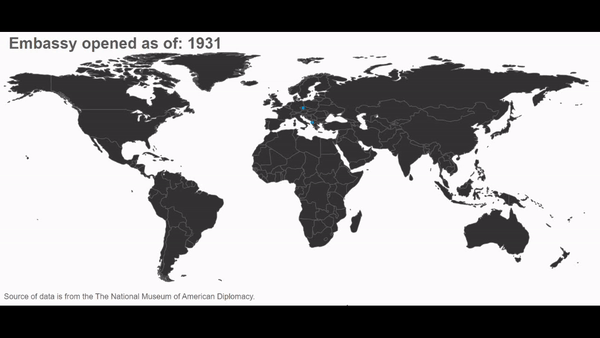 Embassy opened as of: 1931
Source of data is from the The National Museum of American Diplomacy.